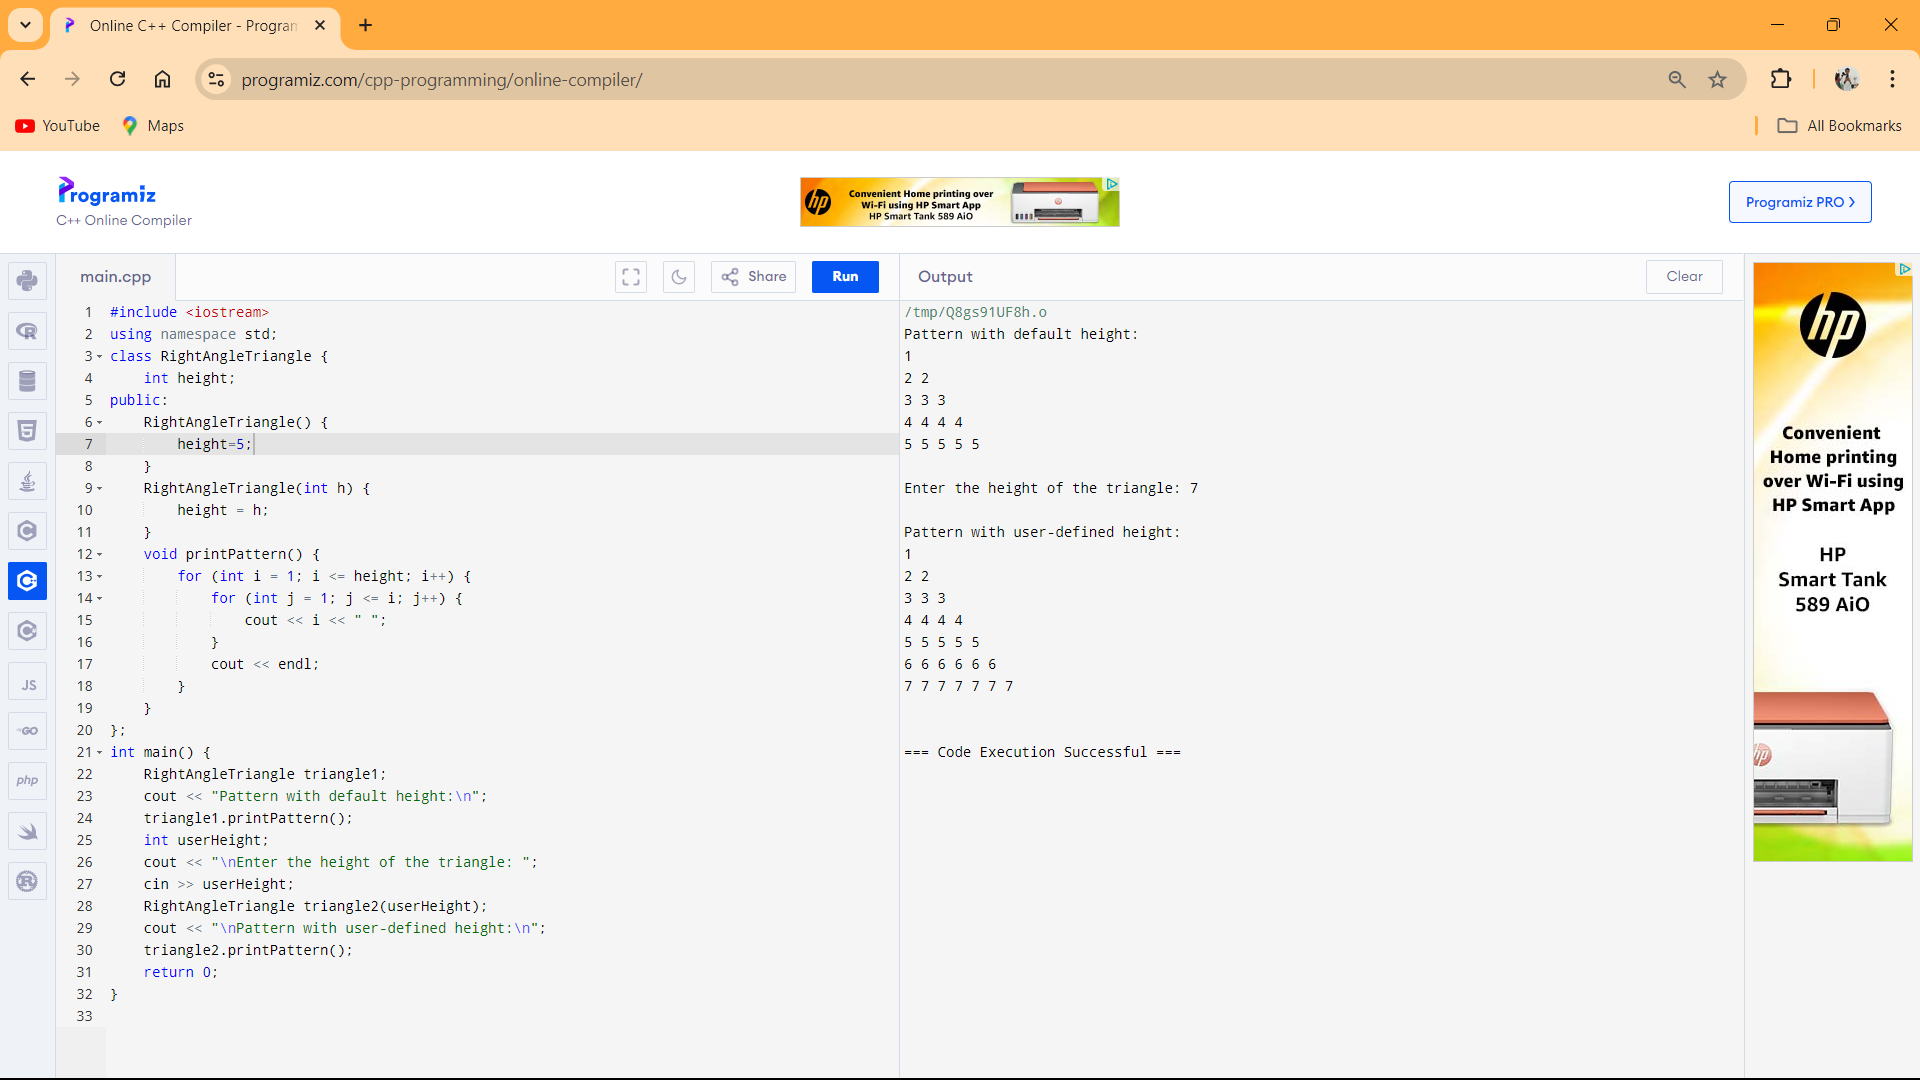 Online C++ Compiler - Program
programiz.com/cpp-programming/online-compiler/
YouTube
Maps
All Bookmarks
Programiz
C++ Online Compiler
hp
Convenient Home printing over
Wi-Fi using HP Smart App
HP Smart Tank 589 AiO
Programiz PRO >
main.cpp
Share
Run
Output
Clear
1 #include <iostream>
2 using namespace std;
3 class RightAngleTriangle {
4     int height;
5 public:
6     RightAngleTriangle() {
7         height=5;
8     }
9     RightAngleTriangle(int h) {
10         height = h;
11     }
12     void printPattern() {
13         for (int i = 1; i <= height; i++) {
14             for (int j = 1; j <= i; j++) {
15                 cout << i << " ";
16             }
17             cout << endl;
18         }
19     }
20 };
21 int main() {
22     RightAngleTriangle triangle1;
23     cout << "Pattern with default height:\n";
24     triangle1.printPattern();
25     int userHeight;
26     cout << "\nEnter the height of the triangle: ";
27     cin >> userHeight;
28     RightAngleTriangle triangle2(userHeight);
29     cout << "\nPattern with user-defined height:\n";
30     triangle2.printPattern();
31     return 0;
32 }
33
/tmp/Q8gs91UF8h.o
Pattern with default height:
1
2 2
3 3 3
4 4 4 4
5 5 5 5 5
Enter the height of the triangle: 7
Pattern with user-defined height:
1
2 2
3 3 3
4 4 4 4
5 5 5 5 5
6 6 6 6 6 6
7 7 7 7 7 7 7
=== Code Execution Successful ===
hp
Convenient
Home printing
over Wi-Fi using
HP Smart App
HP
Smart Tank
589 AiO
hp
JS
GO
php